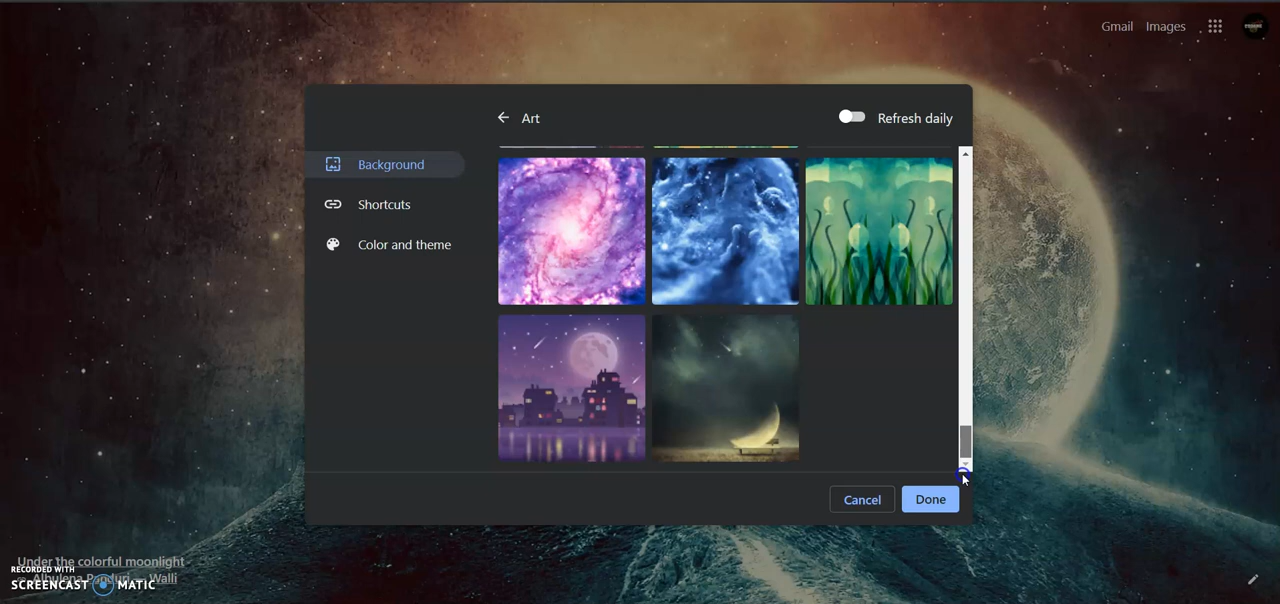 Gmail Images
Art
Refresh daily
Background
Shortcuts
Color and theme
Cancel
Done
Under the colorful moonlight
RECORDED WITH
Walli
SCREENCAST MATIC